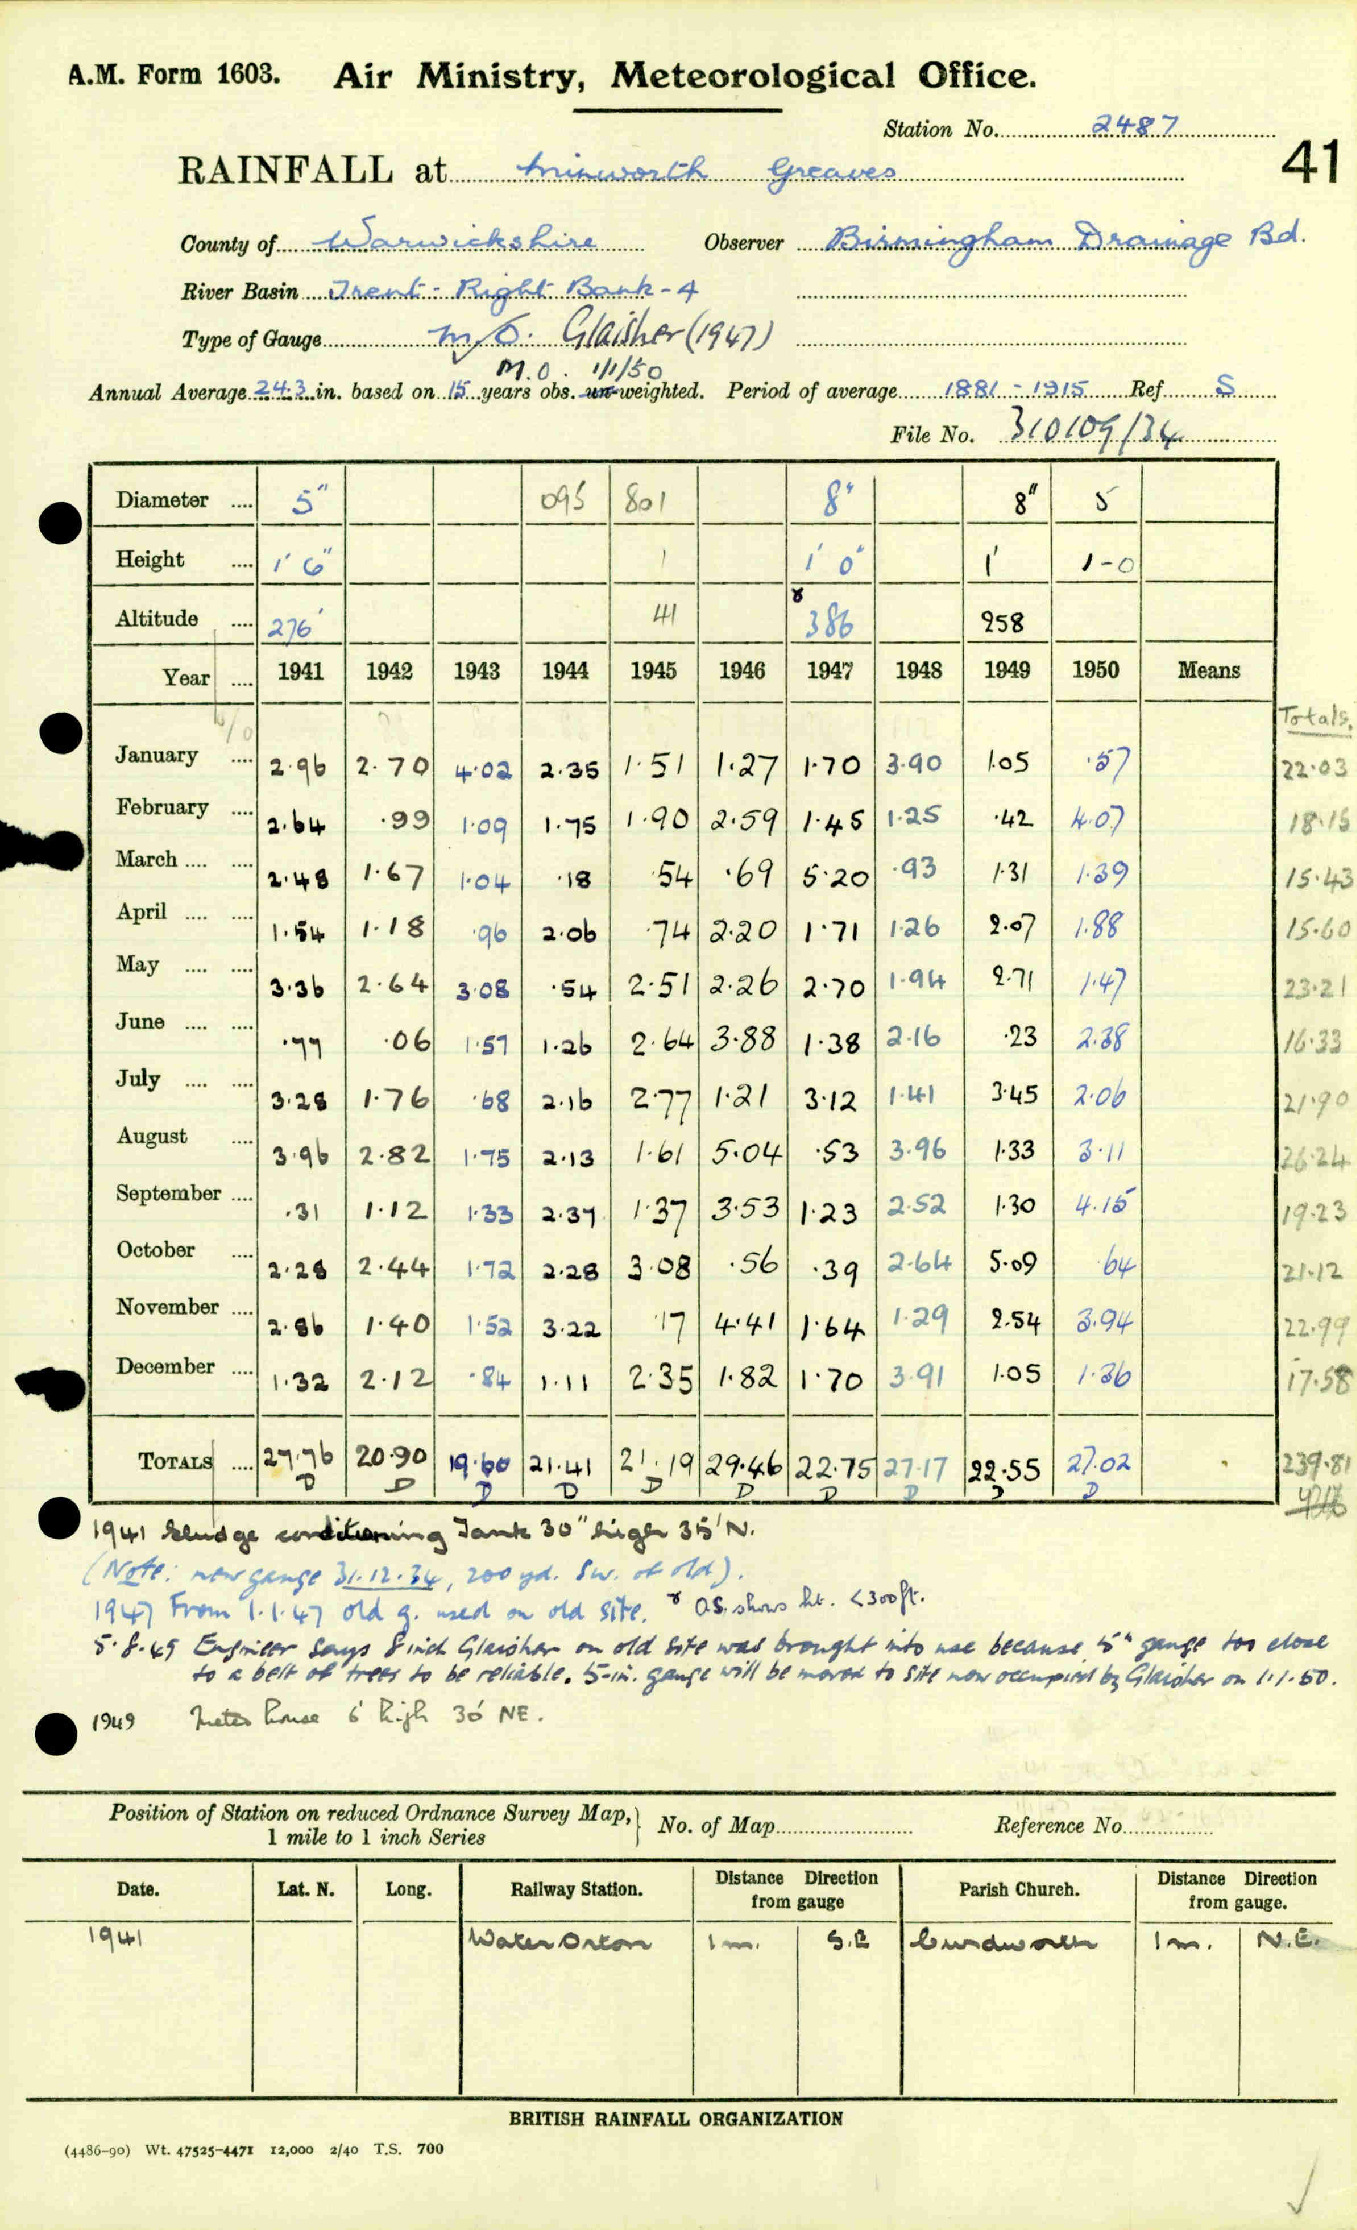 A.M. Form 1603. Air Ministry, Meteorological Office.
Station No. 2487
41
RAINFALL at Minworth Greaves
County of Warwickshire Observer Birmingham Drainage Bd.
River Basin Trent - Right Bank - 4
Type of Gauge M/O. Glaisher (1947)
M.O. 1/1/50
Annual Average 24.3 in. based on 15 years obs. un-weighted. Period of average 1881 - 1915 Ref S
File No. 310109/34
Diameter .... 5" 095 801 8" 8" 5
Height .... 1' 6" 1 1' 0" 1' 1-0
Altitude .... 276' 41 386 258
Year .... 1941 1942 1943 1944 1945 1946 1947 1948 1949 1950 Means
Totals.
January .... 2.96 2.70 4.02 2.35 1.51 1.27 1.70 3.90 1.05 .57 22.03
February .... 2.64 .99 1.09 1.75 1.90 2.59 1.45 1.25 .42 4.07 18.15
March .... .... 2.48 1.67 1.04 .18 .54 .69 5.20 .93 1.31 1.39 15.43
April .... .... 1.54 1.18 .96 2.06 .74 2.20 1.71 1.26 2.07 1.88 15.60
May .... .... 3.36 2.64 3.08 .54 2.51 2.26 2.70 1.94 2.71 1.47 23.21
June .... .... .77 .06 1.57 1.26 2.64 3.88 1.38 2.16 .23 2.38 16.33
July .... .... 3.28 1.76 .68 2.16 2.77 1.21 3.12 1.41 3.45 2.06 21.90
August .... 3.96 2.82 1.75 2.13 1.61 5.04 .53 3.96 1.33 3.11 26.24
September .... .31 1.12 1.33 2.37 1.37 3.53 1.23 2.52 1.30 4.15 19.23
October .... 2.28 2.44 1.72 2.28 3.08 .56 .39 2.64 5.09 .64 21.12
November .... 2.86 1.40 1.52 3.22 .17 4.41 1.64 1.29 2.54 3.94 22.99
December .... 1.32 2.12 .84 1.11 2.35 1.82 1.70 3.91 1.05 1.36 17.58
TOTALS .... 27.76 20.90 19.60 21.41 21.19 29.46 22.75 27.17 22.55 27.02 239.81
D D D D D D D D D D
1941 Sludge conditioning Tank 30" high 35' N.
(Note: new gauge 31.12.34, 200 yd. SW. of old).
1947 From 1.1.47 old g. used on old site. ɤ O.S. shows ht. <300ft.
5.8.49 Engineer says 8 inch Glaisher on old site was brought into use because 5" gauge too close
to a belt of trees to be reliable. 5-in. gauge will be moved to site now occupied by Glaisher on 1.1.50.
1949 Meter house 6' high 30' NE.
Position of Station on reduced Ordnance Survey Map, } No. of Map Reference No.
1 mile to 1 inch Series
Date. Lat. N. Long. Railway Station. Distance Direction from gauge Parish Church. Distance Direction from gauge.
1941 Water Orton 1 m. S.E Curdworth 1 m. N.E.
BRITISH RAINFALL ORGANIZATION
(4486-90) Wt. 47525-4471 12,000 2/40 T.S. 700